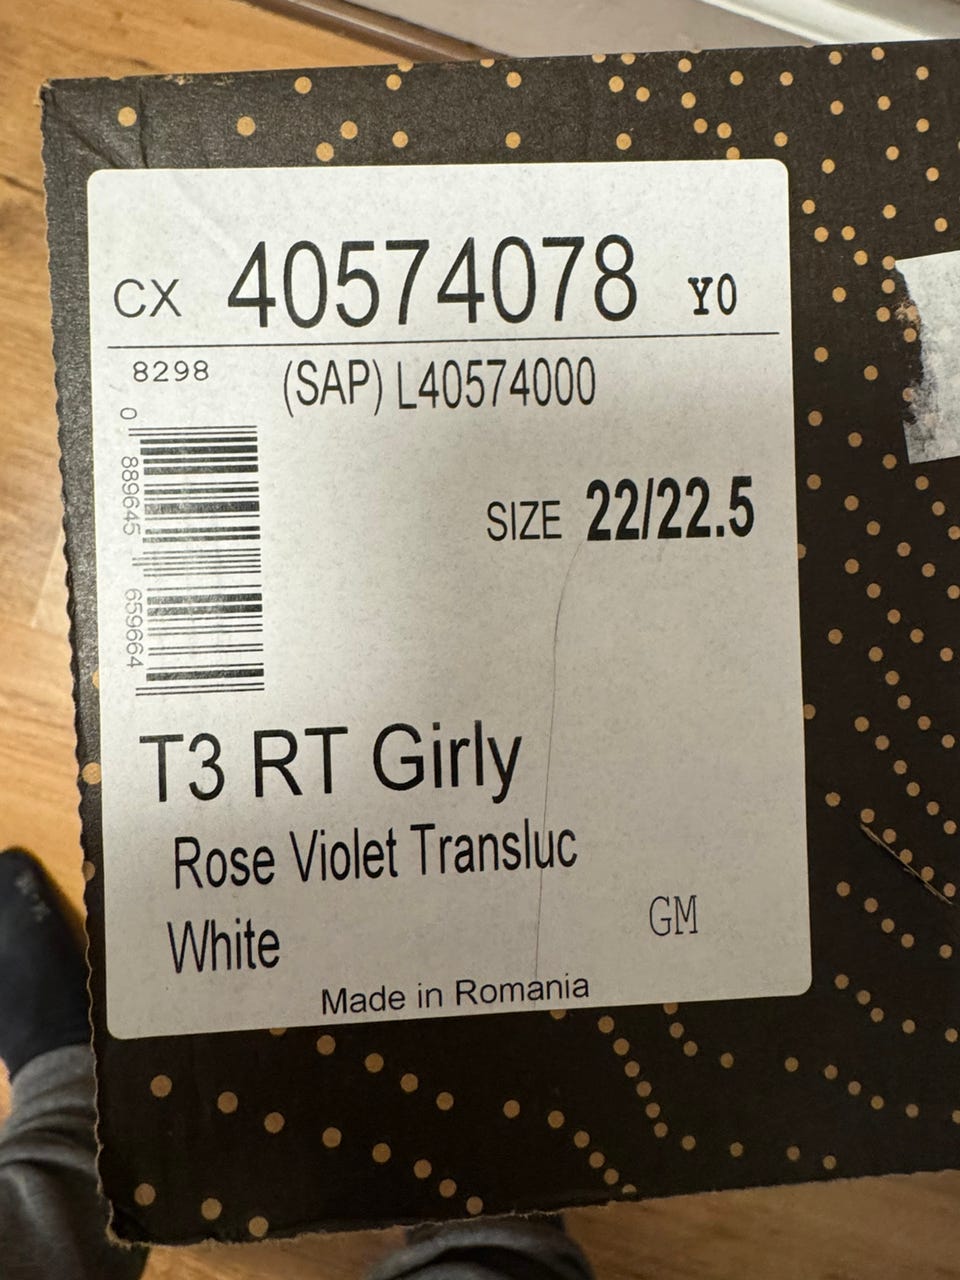 CX 40574078 Y0
8298 (SAP) L40574000
0 889645 659664
SIZE 22/22.5
T3 RT Girly
Rose Violet Transluc
White
GM
Made in Romania